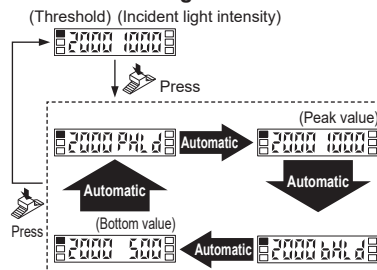 (Threshold) (Incident light intensity)
2000 1000
Press
(Peak value)
2000 PHLd
Automatic
2000 1000
Automatic
Automatic
Press
(Bottom value)
2000 500
Automatic
2000 bHLd